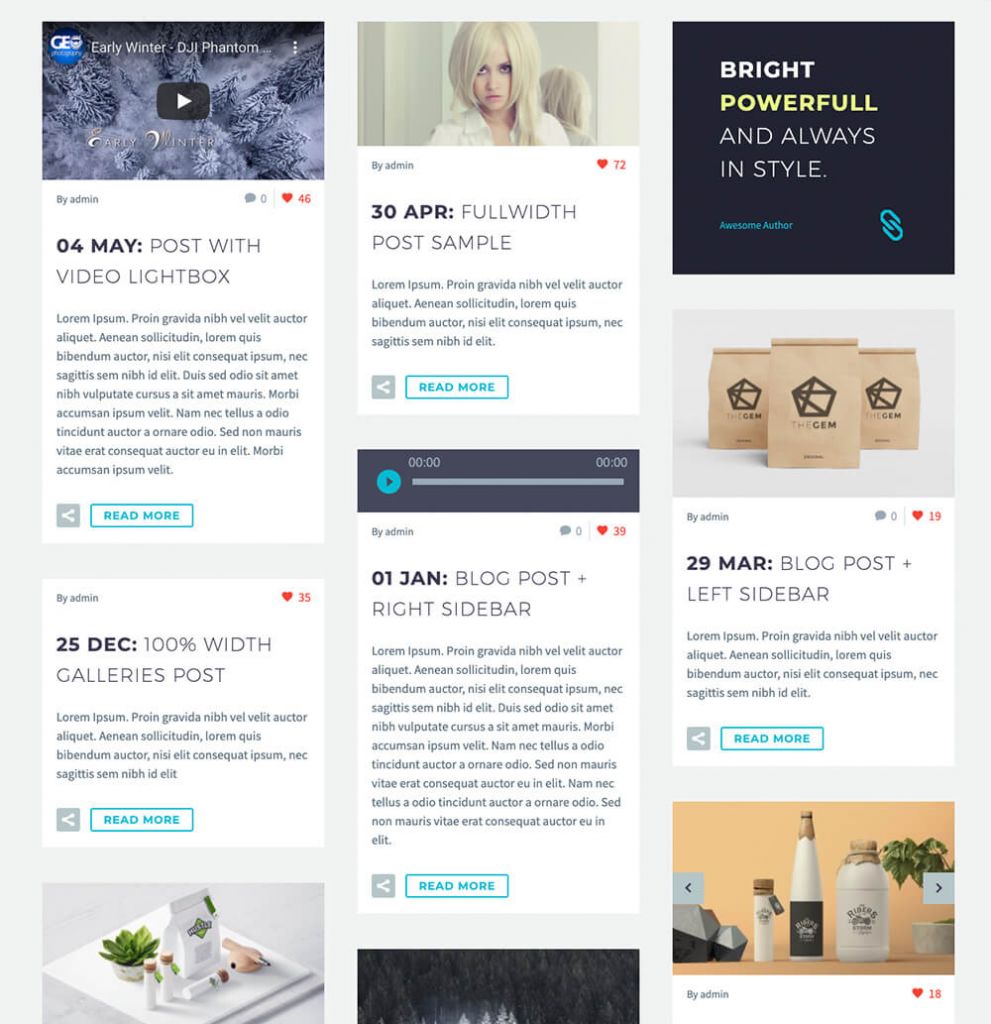 GEO
photography
Early Winter - DJI Phantom ...
EARLY WINTER
By admin
0
46
04 MAY: POST WITH
VIDEO LIGHTBOX
Lorem Ipsum. Proin gravida nibh vel velit auctor
aliquet. Aenean sollicitudin, lorem quis
bibendum auctor, nisi elit consequat ipsum, nec
sagittis sem nibh id elit. Duis sed odio sit amet
nibh vulputate cursus a sit amet mauris. Morbi
accumsan ipsum velit. Nam nec tellus a odio
tincidunt auctor a ornare odio. Sed non mauris
vitae erat consequat auctor eu in elit. Morbi
accumsan ipsum velit.
READ MORE
By admin
35
25 DEC: 100% WIDTH
GALLERIES POST
Lorem Ipsum. Proin gravida nibh vel velit auctor
aliquet. Aenean sollicitudin, lorem quis
bibendum auctor, nisi elit consequat ipsum, nec
sagittis sem nibh id elit
READ MORE
HUSTLE
By admin
72
30 APR: FULLWIDTH
POST SAMPLE
Lorem Ipsum. Proin gravida nibh vel velit auctor
aliquet. Aenean sollicitudin, lorem quis
bibendum auctor, nisi elit consequat ipsum, nec
sagittis sem nibh id elit.
READ MORE
00:00 00:00
By admin
0
39
01 JAN: BLOG POST +
RIGHT SIDEBAR
Lorem Ipsum. Proin gravida nibh vel velit auctor
aliquet. Aenean sollicitudin, lorem quis
bibendum auctor, nisi elit consequat ipsum, nec
sagittis sem nibh id elit. Duis sed odio sit amet
nibh vulputate cursus a sit amet mauris. Morbi
accumsan ipsum velit. Nam nec tellus a odio
tincidunt auctor a ornare odio. Sed non mauris
vitae erat consequat auctor eu in elit. Nam nec
tellus a odio tincidunt auctor a ornare odio. Sed
non mauris vitae erat consequat auctor eu in
elit.
READ MORE
BRIGHT
POWERFULL
AND ALWAYS
IN STYLE.
Awesome Author
THEGEM
THEGEM
THEGEM
ORIGINAL
By admin
0
19
29 MAR: BLOG POST +
LEFT SIDEBAR
Lorem Ipsum. Proin gravida nibh vel velit auctor
aliquet. Aenean sollicitudin, lorem quis
bibendum auctor, nisi elit consequat ipsum, nec
sagittis sem nibh id elit.
READ MORE
RIDERS
STORM
By admin
18